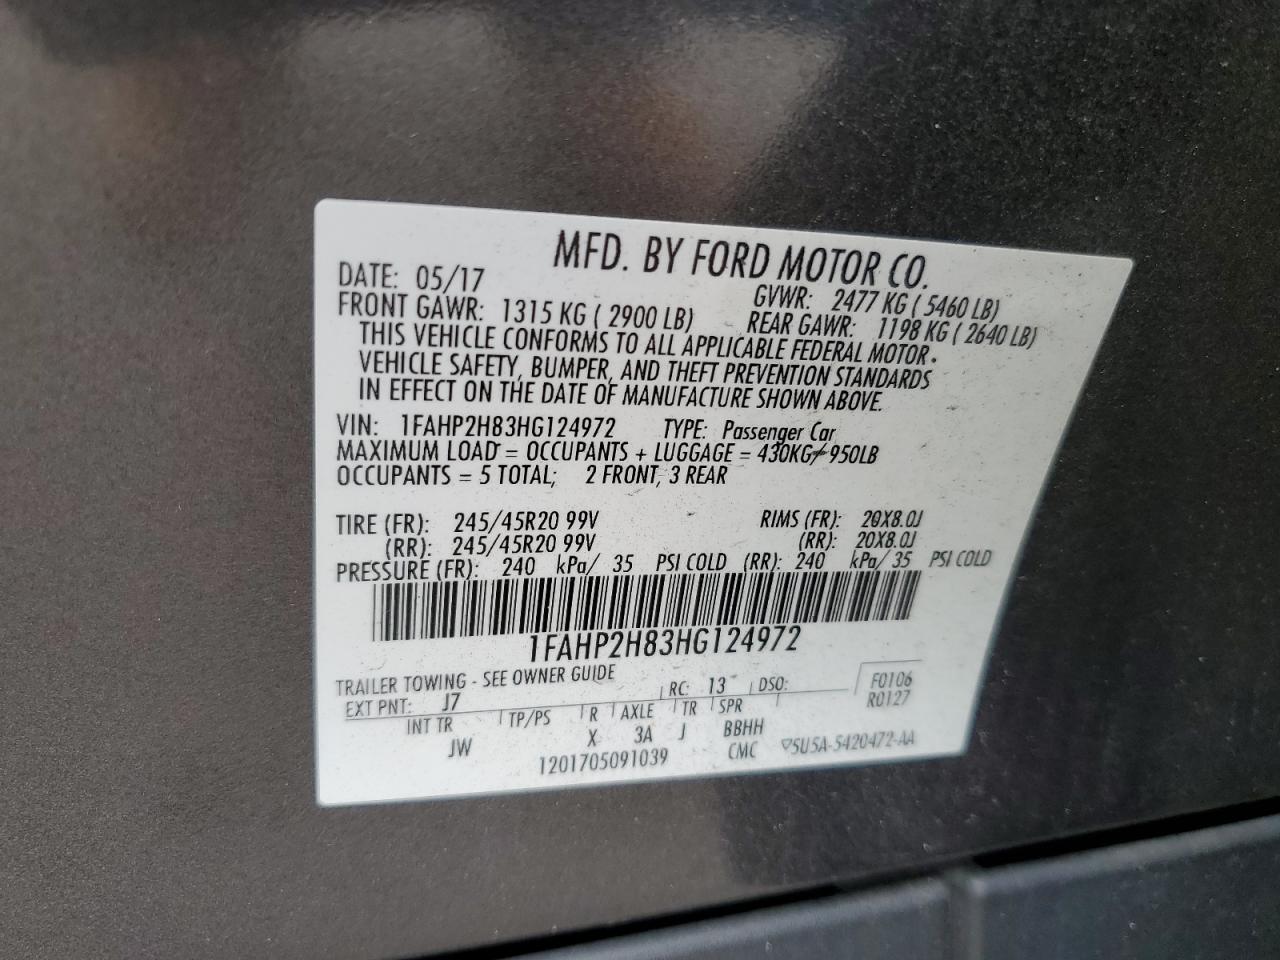 MFD. BY FORD MOTOR CO.
DATE: 05/17 GVWR: 2477 KG ( 5460 LB)
FRONT GAWR: 1315 KG ( 2900 LB) REAR GAWR: 1198 KG ( 2640 LB)
THIS VEHICLE CONFORMS TO ALL APPLICABLE FEDERAL MOTOR
VEHICLE SAFETY, BUMPER, AND THEFT PREVENTION STANDARDS
IN EFFECT ON THE DATE OF MANUFACTURE SHOWN ABOVE.
VIN: 1FAHP2H83HG124972 TYPE: Passenger Car
MAXIMUM LOAD = OCCUPANTS + LUGGAGE = 430KG/950LB
OCCUPANTS = 5 TOTAL; 2 FRONT, 3 REAR
TIRE (FR): 245/45R20 99V RIMS (FR): 20X8.0J
(RR): 245/45R20 99V (RR): 20X8.0J
PRESSURE (FR): 240 kPa/ 35 PSI COLD (RR): 240 kPa/ 35 PSI COLD
1FAHP2H83HG124972
TRAILER TOWING - SEE OWNER GUIDE
EXT PNT: J7 RC: 13 DSO: F0106
R0127
INT TR TP/PS R AXLE TR SPR
JW X 3A J BBHH
1201705091039 CMC ▽5U5A-5420472-AA